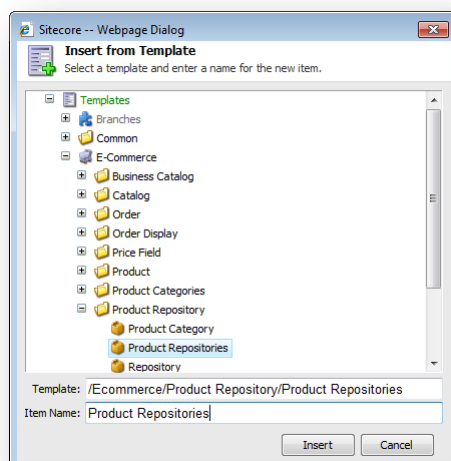 Sitecore -- Webpage Dialog
Insert from Template
Select a template and enter a name for the new item.
Templates
Branches
Common
E-Commerce
Business Catalog
Catalog
Order
Order Display
Price Field
Product
Product Categories
Product Repository
Product Category
Product Repositories
Repository
Template: /Ecommerce/Product Repository/Product Repositories
Item Name: Product Repositories
Insert Cancel